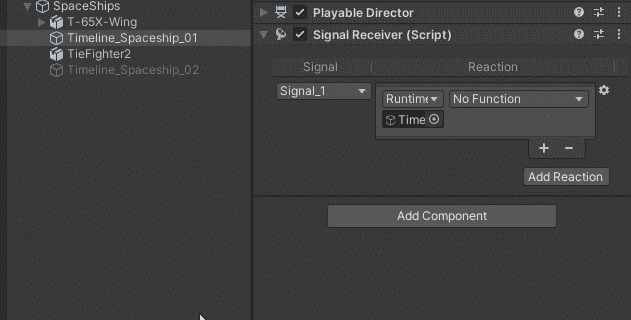 SpaceShips
T-65X-Wing
Timeline_Spaceship_01
TieFighter2
Timeline_Spaceship_02
Playable Director
Signal Receiver (Script)
Signal Reaction
Signal_1
Runtime No Function
Time
Add Reaction
Add Component